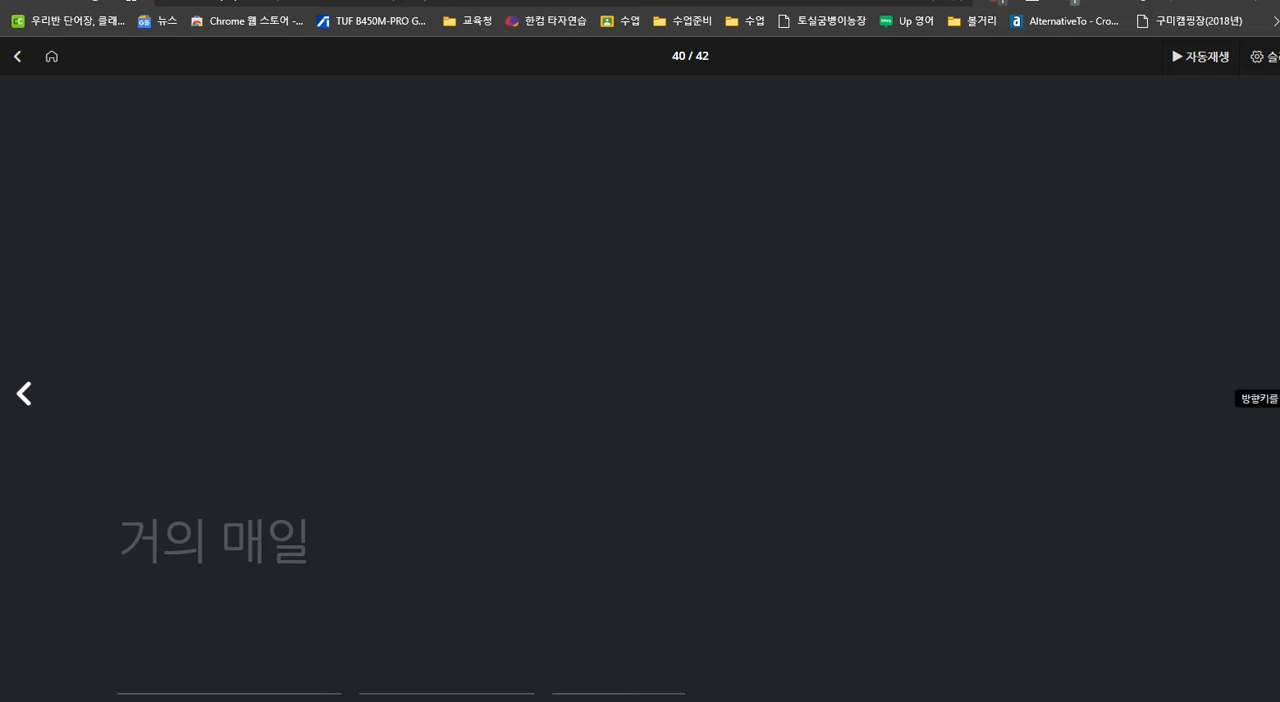 우리반 단어장, 클래... 뉴스 Chrome 웹 스토어 -... TUF B450M-PRO G... 교육청 한컴 타자연습 수업 수업준비 수업 토실굼벵이농장 Up 영어 볼거리 AlternativeTo - Cro... 구미캠핑장(2018년)
40 / 42 자동재생
방향키를
거의 매일